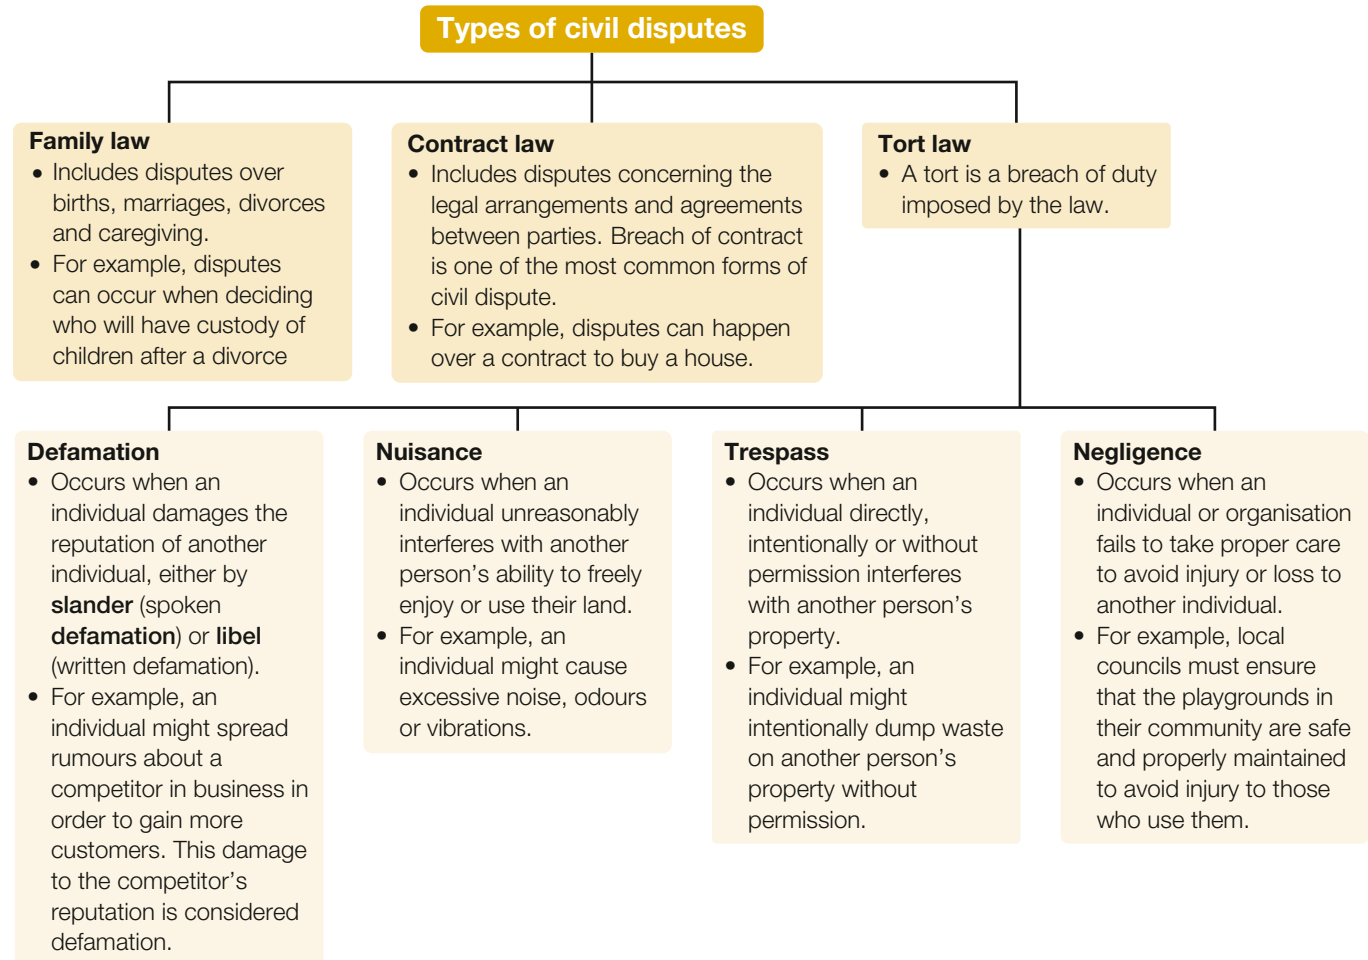 Types of civil disputes
Family law
• Includes disputes over
births, marriages, divorces
and caregiving.
• For example, disputes
can occur when deciding
who will have custody of
children after a divorce
Contract law
• Includes disputes concerning the
legal arrangements and agreements
between parties. Breach of contract
is one of the most common forms of
civil dispute.
• For example, disputes can happen
over a contract to buy a house.
Tort law
• A tort is a breach of duty
imposed by the law.
Defamation
• Occurs when an
individual damages the
reputation of another
individual, either by
slander (spoken
defamation) or libel
(written defamation).
• For example, an
individual might spread
rumours about a
competitor in business in
order to gain more
customers. This damage
to the competitor’s
reputation is considered
defamation.
Nuisance
• Occurs when an
individual unreasonably
interferes with another
person’s ability to freely
enjoy or use their land.
• For example, an
individual might cause
excessive noise, odours
or vibrations.
Trespass
• Occurs when an
individual directly,
intentionally or without
permission interferes
with another person’s
property.
• For example, an
individual might
intentionally dump waste
on another person’s
property without
permission.
Negligence
• Occurs when an
individual or organisation
fails to take proper care
to avoid injury or loss to
another individual.
• For example, local
councils must ensure
that the playgrounds in
their community are safe
and properly maintained
to avoid injury to those
who use them.